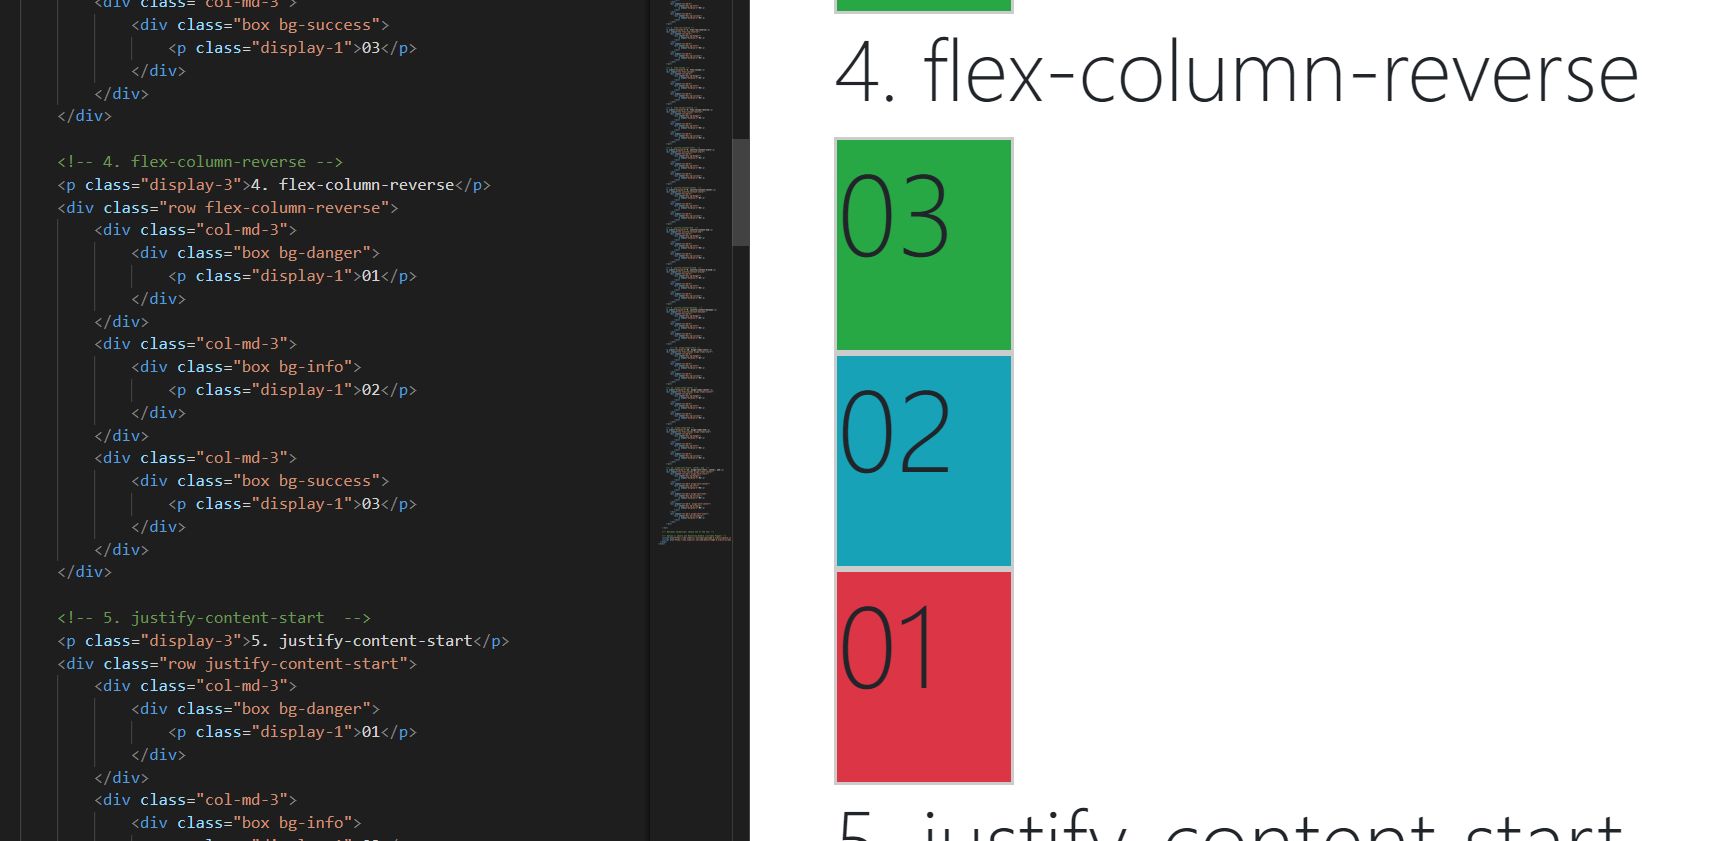 <div class="col-md-3">
<div class="box bg-success">
<p class="display-1">03</p>
</div>
</div>
</div>
<!-- 4. flex-column-reverse -->
<p class="display-3">4. flex-column-reverse</p>
<div class="row flex-column-reverse">
<div class="col-md-3">
<div class="box bg-danger">
<p class="display-1">01</p>
</div>
</div>
<div class="col-md-3">
<div class="box bg-info">
<p class="display-1">02</p>
</div>
</div>
<div class="col-md-3">
<div class="box bg-success">
<p class="display-1">03</p>
</div>
</div>
</div>
<!-- 5. justify-content-start  -->
<p class="display-3">5. justify-content-start</p>
<div class="row justify-content-start">
<div class="col-md-3">
<div class="box bg-danger">
<p class="display-1">01</p>
</div>
</div>
<div class="col-md-3">
<div class="box bg-info">
4. flex-column-reverse
03
02
01
5. justify-content-start